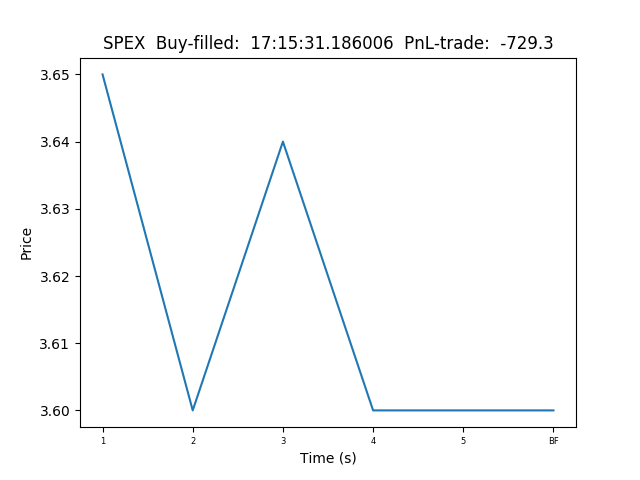 SPEX  Buy-filled:  17:15:31.186006  PnL-trade:  -729.3
3.65
3.64
3.63
3.62
3.61
3.60
Price
1 2 3 4 5 BF
Time (s)